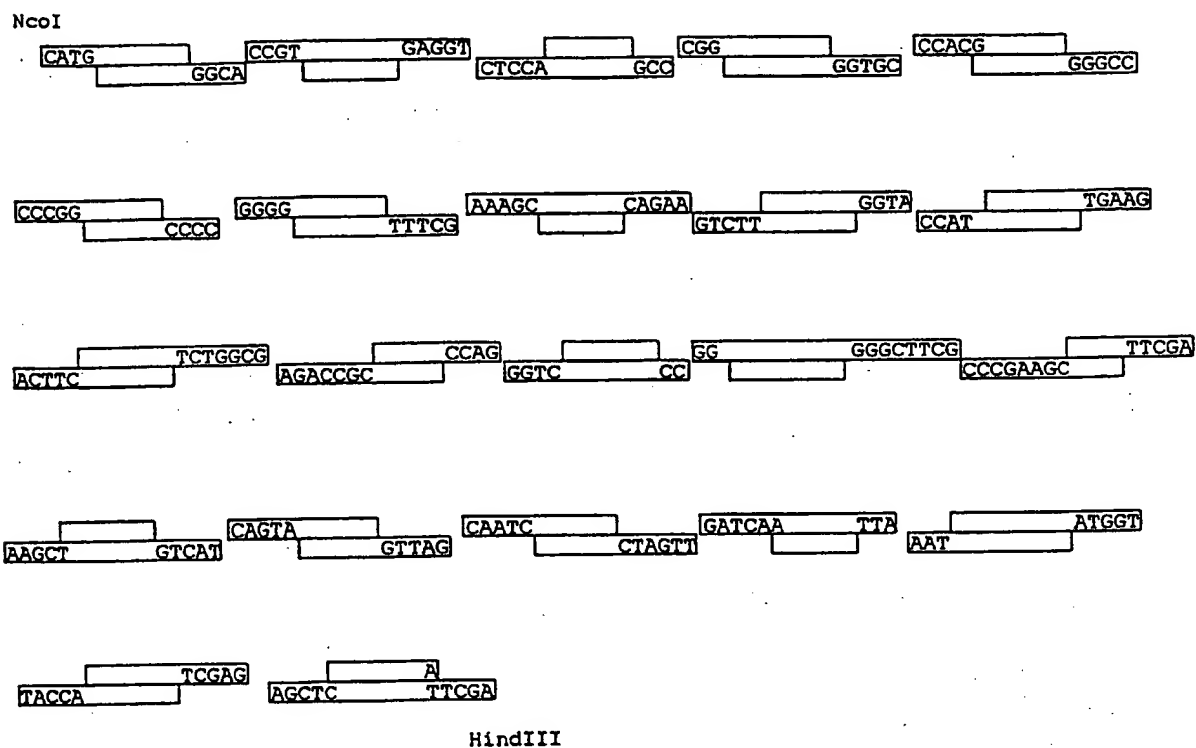 NcoI
CATG GGCA CCGT GAGGT CTCCA GCC CGG GGTGC CCACG GGGCC
CCCGG CCCC GGGG TTTCG AAAGC CAGAA GTCTT GGTA CCAT TGAAG
ACTTC TCTGGCG AGACCGC CCAG GGTC CC GG GGGCTTCG CCCGAAGC TTCGA
AAGCT GTCAT CAGTA GTTAG CAATC CTAGTT GATCAA TTA AAT ATGGT
TACCA TCGAG AGCTC A TTCGA
HindIII